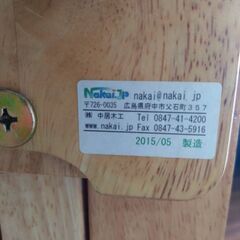 Nakai.jp nakai@nakai.jp
〒726-0035 広島県府中市父石町357
㈱ 中居木工 Tel 0847-41-4200
www.nakai.jp Fax 0847-43-5916
2015/05 製造